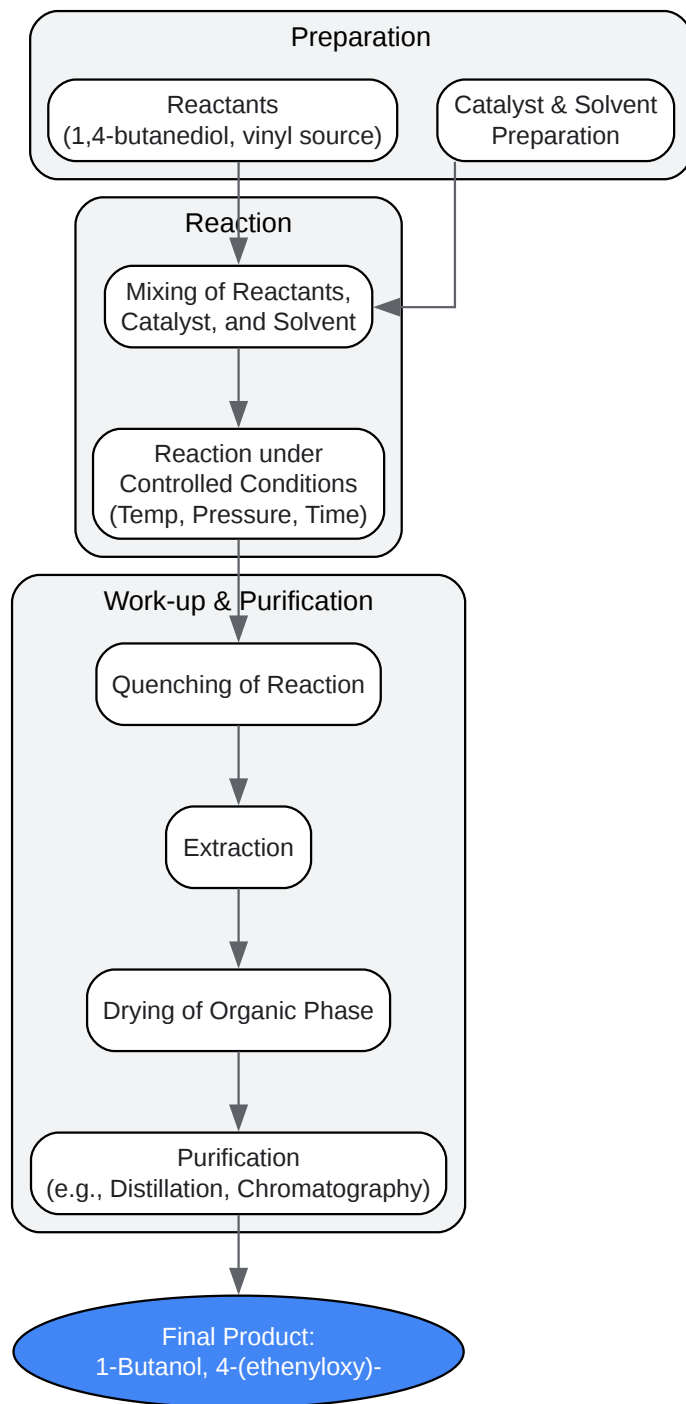 Preparation
Reactants
(1,4-butanediol, vinyl source)
Catalyst & Solvent
Preparation
Reaction
Mixing of Reactants,
Catalyst, and Solvent
Reaction under
Controlled Conditions
(Temp, Pressure, Time)
Work-up & Purification
Quenching of Reaction
Extraction
Drying of Organic Phase
Purification
(e.g., Distillation, Chromatography)
Final Product:
1-Butanol, 4-(ethenyloxy)-